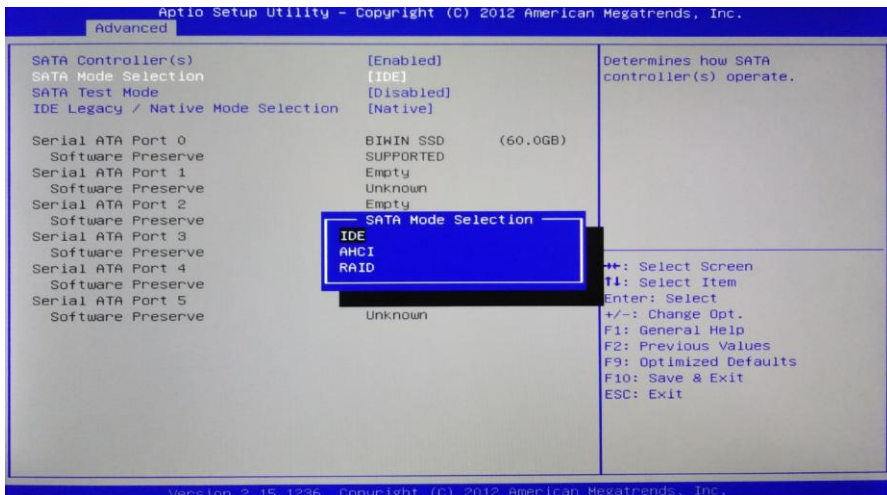 Aptio Setup Utility – Copyright (C) 2012 American Megatrends, Inc.
Advanced
SATA Controller(s) [Enabled]
SATA Mode Selection [IDE]
SATA Test Mode [Disabled]
IDE Legacy / Native Mode Selection [Native]
Serial ATA Port 0 BIWIN SSD (60.0GB)
Software Preserve SUPPORTED
Serial ATA Port 1 Empty
Software Preserve Unknown
Serial ATA Port 2 Empty
Software Preserve
Serial ATA Port 3
Software Preserve
Serial ATA Port 4
Software Preserve
Serial ATA Port 5
Software Preserve Unknown
SATA Mode Selection
IDE
AHCI
RAID
Determines how SATA
controller(s) operate.
→←: Select Screen
↑↓: Select Item
Enter: Select
+/-: Change Opt.
F1: General Help
F2: Previous Values
F9: Optimized Defaults
F10: Save & Exit
ESC: Exit
Version 2.15.1236. Copyright (C) 2012 American Megatrends, Inc.